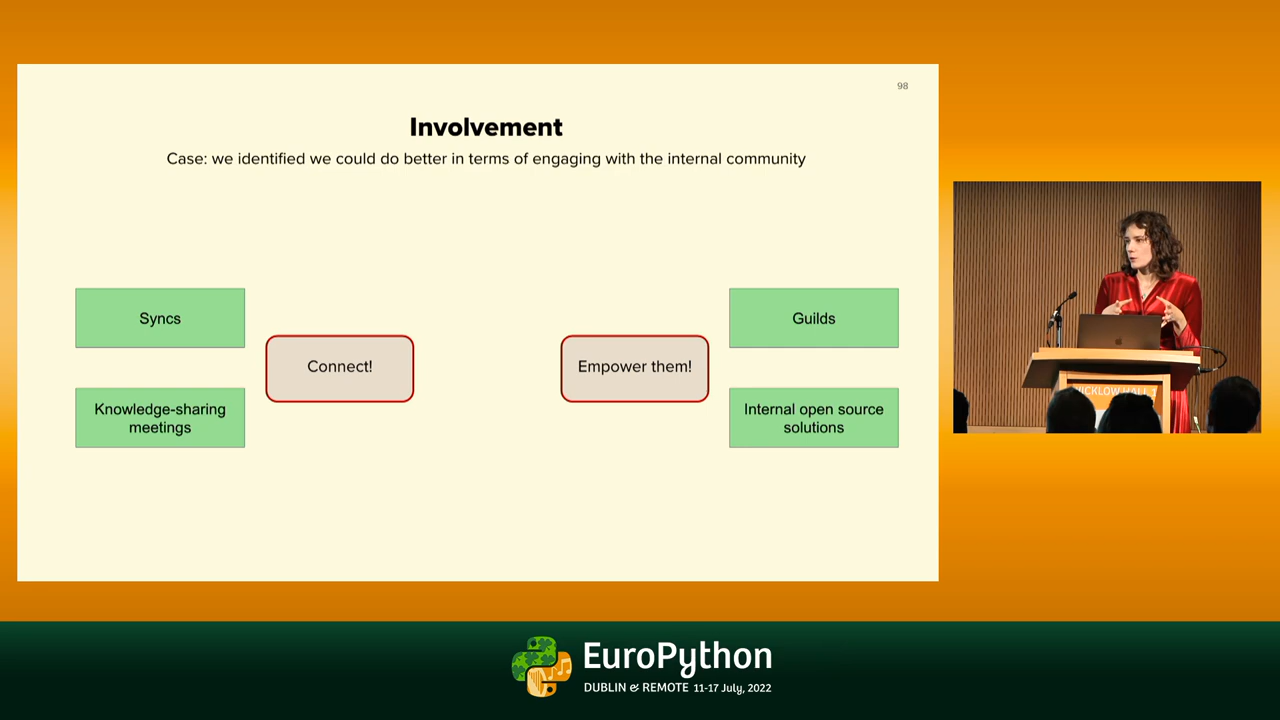 98
Involvement
Case: we identified we could do better in terms of engaging with the internal community
Syncs
Guilds
Connect!
Empower them!
Knowledge-sharing
meetings
Internal open source
solutions
WICKLOW HALL 1
EuroPython
DUBLIN & REMOTE 11-17 July, 2022